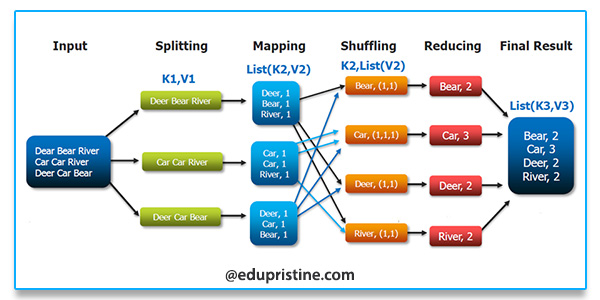 Input
Splitting
Mapping
Shuffling
Reducing
Final Result
K1,V1
List(K2,V2)
K2,List(V2)
List(K3,V3)
Dear Bear River
Car Car River
Deer Car Bear
Deer Bear River
Car Car River
Deer Car Bear
Deer, 1
Bear, 1
River, 1
Car, 1
Car, 1
River, 1
Deer, 1
Car, 1
Bear, 1
Bear, (1,1)
Car, (1,1,1)
Deer, (1,1)
River, (1,1)
Bear, 2
Car, 3
Deer, 2
River, 2
Bear, 2
Car, 3
Deer, 2
River, 2
@edupristine.com